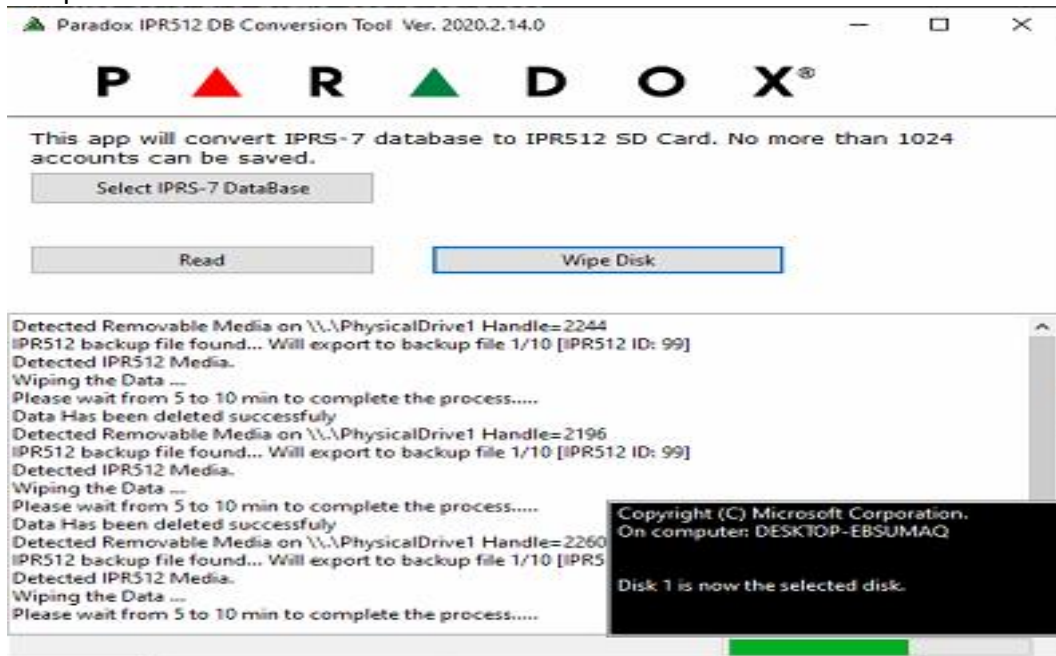 Paradox IPR512 DB Conversion Tool Ver. 2020.2.14.0
PARADOX®
This app will convert IPRS-7 database to IPR512 SD Card. No more than 1024
accounts can be saved.
Select IPRS-7 DataBase
Read
Wipe Disk
Detected Removable Media on \\.\PhysicalDrive1 Handle=2244
IPR512 backup file found... Will export to backup file 1/10 [IPR512 ID: 99]
Detected IPR512 Media.
Wiping the Data ...
Please wait from 5 to 10 min to complete the process.....
Data Has been deleted successfuly
Detected Removable Media on \\.\PhysicalDrive1 Handle=2196
IPR512 backup file found... Will export to backup file 1/10 [IPR512 ID: 99]
Detected IPR512 Media.
Wiping the Data ...
Please wait from 5 to 10 min to complete the process.....
Data Has been deleted successfuly
Detected Removable Media on \\.\PhysicalDrive1 Handle=2260
IPR512 backup file found... Will export to backup file 1/10 [IPR5
Detected IPR512 Media.
Wiping the Data ...
Please wait from 5 to 10 min to complete the process.....
Copyright (C) Microsoft Corporation.
On computer: DESKTOP-EBSUMAQ
Disk 1 is now the selected disk.